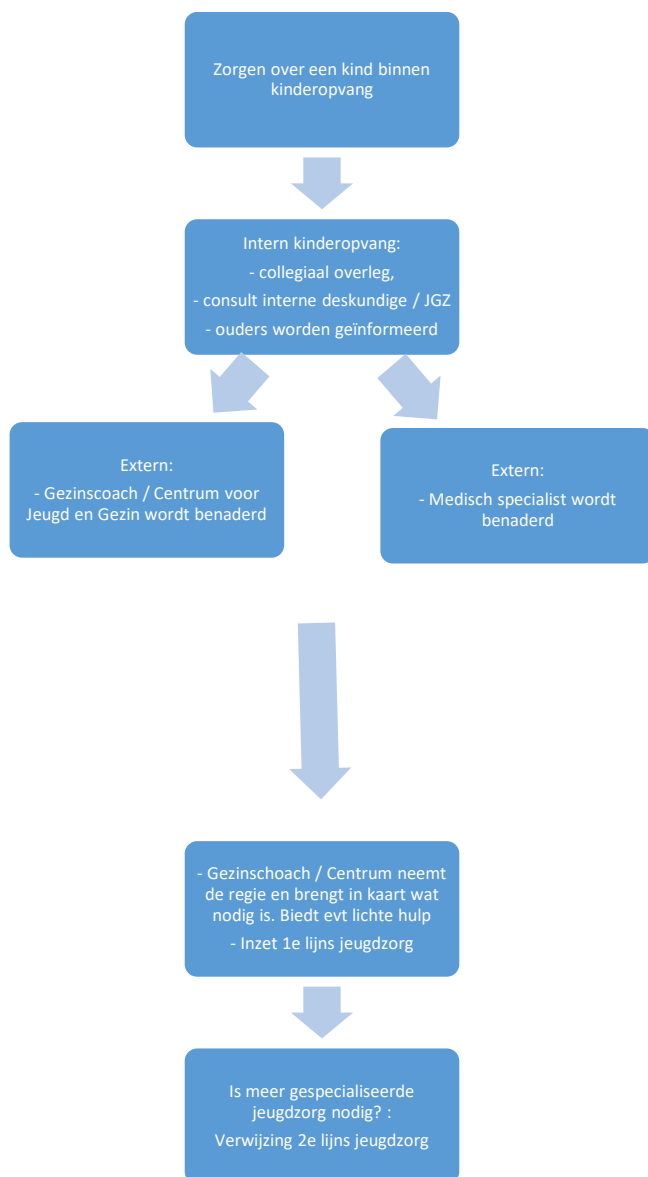 Zorgen over een kind binnen
kinderopvang
Intern kinderopvang:
- collegiaal overleg,
- consult interne deskundige / JGZ
- ouders worden geïnformeerd
Extern:
- Gezinscoach / Centrum voor
Jeugd en Gezin wordt benaderd
Extern:
- Medisch specialist wordt
benaderd
- Gezinschoach / Centrum neemt
de regie en brengt in kaart wat
nodig is. Biedt evt lichte hulp
- Inzet 1e lijns jeugdzorg
Is meer gespecialiseerde
jeugdzorg nodig? :
Verwijzing 2e lijns jeugdzorg